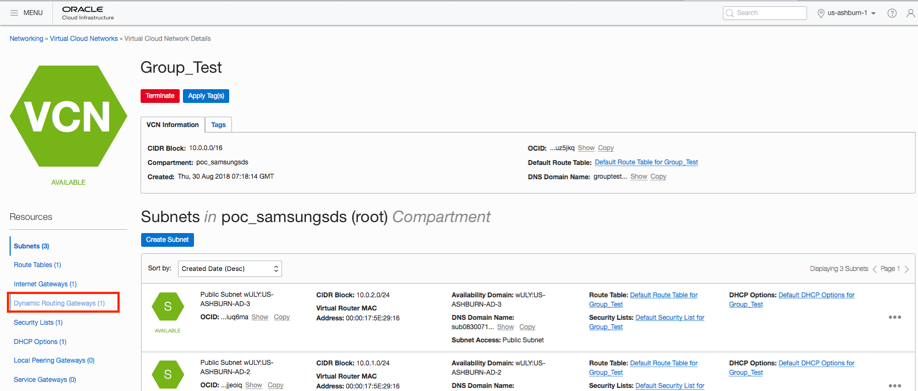 MENU
ORACLE
Cloud Infrastructure
Search
us-ashburn-1
Networking » Virtual Cloud Networks » Virtual Cloud Network Details
VCN
AVAILABLE
Group_Test
Terminate
Apply Tag(s)
VCN Information
Tags
CIDR Block: 10.0.0.0/16
Compartment: poc_samsungsds
Created: Thu, 30 Aug 2018 07:18:14 GMT
OCID: ...uz5jkq Show Copy
Default Route Table: Default Route Table for Group_Test
DNS Domain Name: grouptest... Show Copy
Resources
Subnets (3)
Route Tables (1)
Internet Gateways (1)
Dynamic Routing Gateways (1)
Security Lists (1)
DHCP Options (1)
Local Peering Gateways (0)
Service Gateways (0)
Subnets in poc_samsungsds (root) Compartment
Create Subnet
Sort by: Created Date (Desc)
Displaying 3 Subnets
Page 1
S
AVAILABLE
Public Subnet wULY:US-
ASHBURN-AD-3
OCID: ...iuq6ma Show Copy
CIDR Block: 10.0.2.0/24
Virtual Router MAC
Address: 00:00:17:5E:29:16
Availability Domain: wULY:US-
ASHBURN-AD-3
DNS Domain Name:
sub0830071... Show Copy
Subnet Access: Public Subnet
Route Table: Default Route Table for
Group_Test
Security Lists: Default Security List for
Group_Test
DHCP Options: Default DHCP Options for
Group_Test
S
Public Subnet wULY:US-
ASHBURN-AD-2
OCID: ...jjeoiq Show Copy
CIDR Block: 10.0.1.0/24
Virtual Router MAC
Address: 00:00:17:5E:29:16
Availability Domain: wULY:US-
ASHBURN-AD-2
DNS Domain Name:
Route Table: Default Route Table for
Group_Test
Security Lists: Default Security List for
DHCP Options: Default DHCP Options for
Group_Test